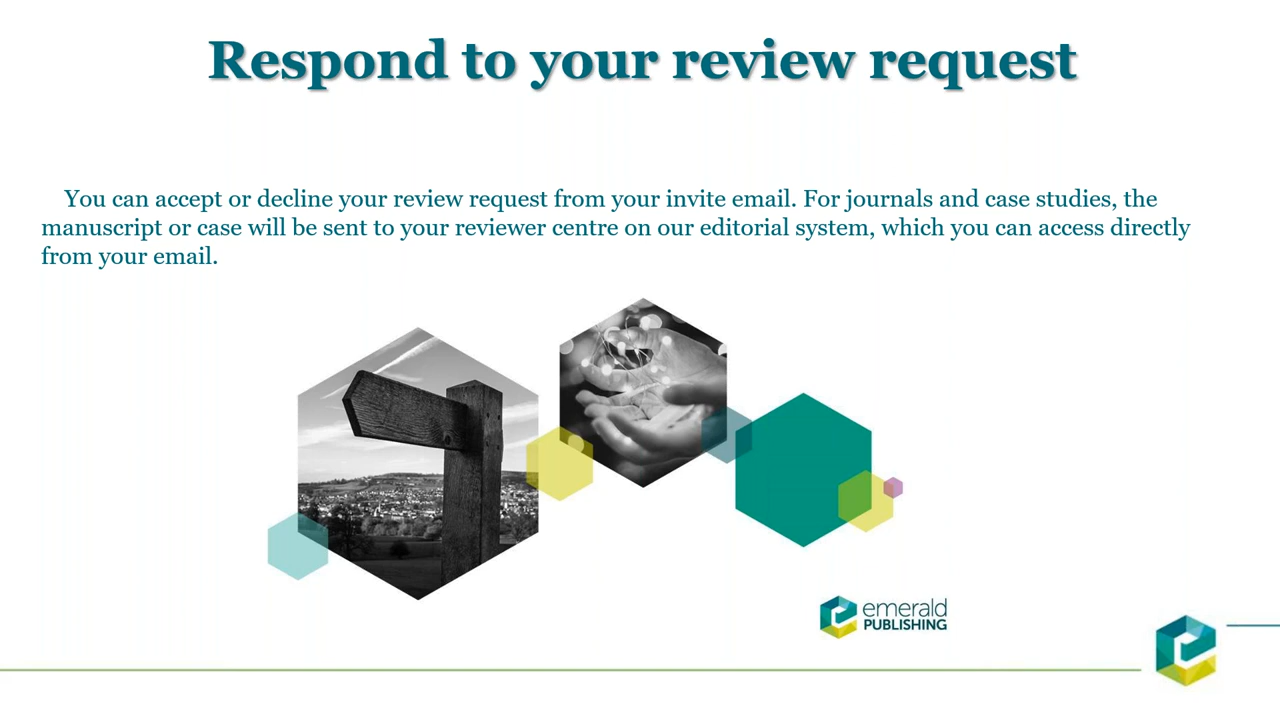 Respond to your review request
You can accept or decline your review request from your invite email. For journals and case studies, the
manuscript or case will be sent to your reviewer centre on our editorial system, which you can access directly
from your email.
emerald
PUBLISHING